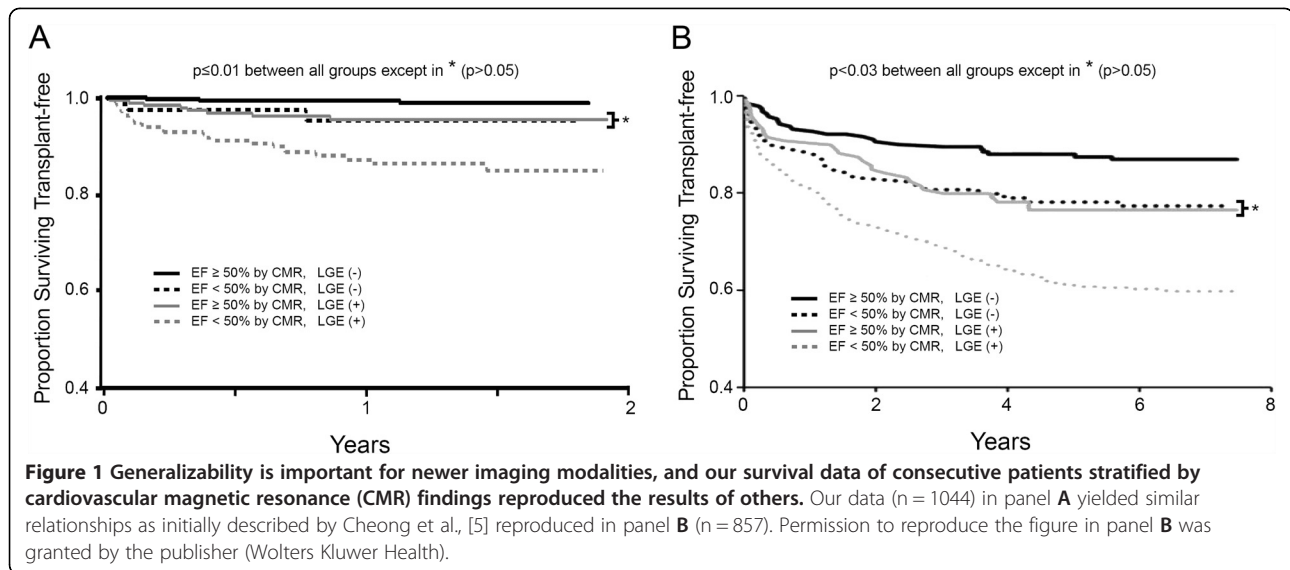 A
p≤0.01 between all groups except in * (p>0.05)
Proportion Surviving Transplant-free
1.0
0.8
0.6
0.4
*
EF ≥ 50% by CMR, LGE (-)
EF < 50% by CMR, LGE (-)
EF ≥ 50% by CMR, LGE (+)
EF < 50% by CMR, LGE (+)
0 1 2
Years
B
p<0.03 between all groups except in * (p>0.05)
Proportion Surviving Transplant-free
1.0
0.8
0.6
0.4
*
EF ≥ 50% by CMR, LGE (-)
EF < 50% by CMR, LGE (-)
EF ≥ 50% by CMR, LGE (+)
EF < 50% by CMR, LGE (+)
0 2 4 6 8
Years
Figure 1 Generalizability is important for newer imaging modalities, and our survival data of consecutive patients stratified by
cardiovascular magnetic resonance (CMR) findings reproduced the results of others. Our data (n = 1044) in panel A yielded similar
relationships as initially described by Cheong et al., [5] reproduced in panel B (n = 857). Permission to reproduce the figure in panel B was
granted by the publisher (Wolters Kluwer Health).